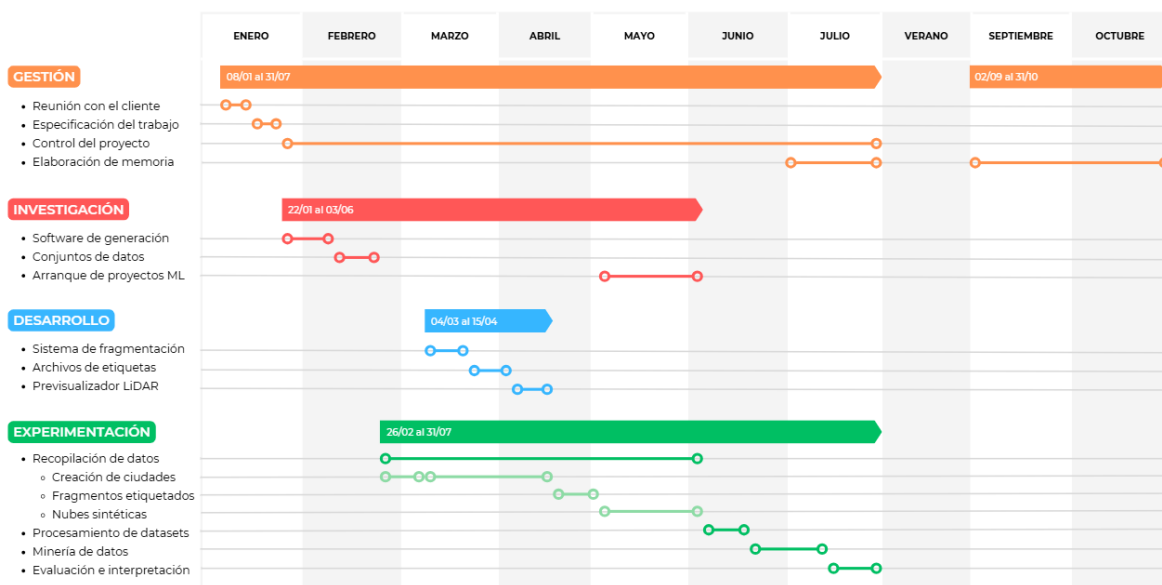 ENERO FEBRERO MARZO ABRIL MAYO JUNIO JULIO VERANO SEPTIEMBRE OCTUBRE
GESTIÓN 08/01 al 31/07 02/09 al 31/10
Reunión con el cliente
Especificación del trabajo
Control del proyecto
Elaboración de memoria
INVESTIGACIÓN 22/01 al 03/06
Software de generación
Conjuntos de datos
Arranque de proyectos ML
DESARROLLO 04/03 al 15/04
Sistema de fragmentación
Archivos de etiquetas
Previsualizador LiDAR
EXPERIMENTACIÓN 26/02 al 31/07
Recopilación de datos
Creación de ciudades
Fragmentos etiquetados
Nubes sintéticas
Procesamiento de datasets
Minería de datos
Evaluación e interpretación